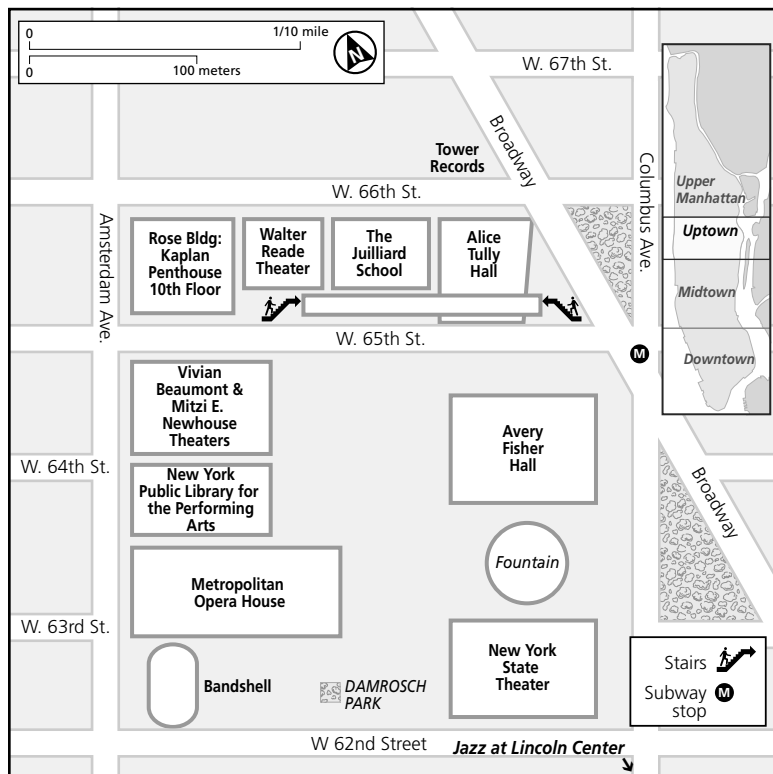 0
1/10 mile
0
100 meters
N
W. 67th St.
Broadway
Columbus Ave.
Tower
Records
W. 66th St.
Amsterdam Ave.
Rose Bldg:
Kaplan
Penthouse
10th Floor
Walter
Reade
Theater
The
Juilliard
School
Alice
Tully
Hall
Upper
Manhattan
Uptown
Midtown
Downtown
W. 65th St.
M
Vivian
Beaumont &
Mitzi E.
Newhouse
Theaters
Avery
Fisher
Hall
W. 64th St.
New York
Public Library for
the Performing
Arts
Broadway
Fountain
Metropolitan
Opera House
W. 63rd St.
New York
State
Theater
Bandshell
DAMROSCH
PARK
Stairs
Subway
stop
M
W 62nd Street
Jazz at Lincoln Center